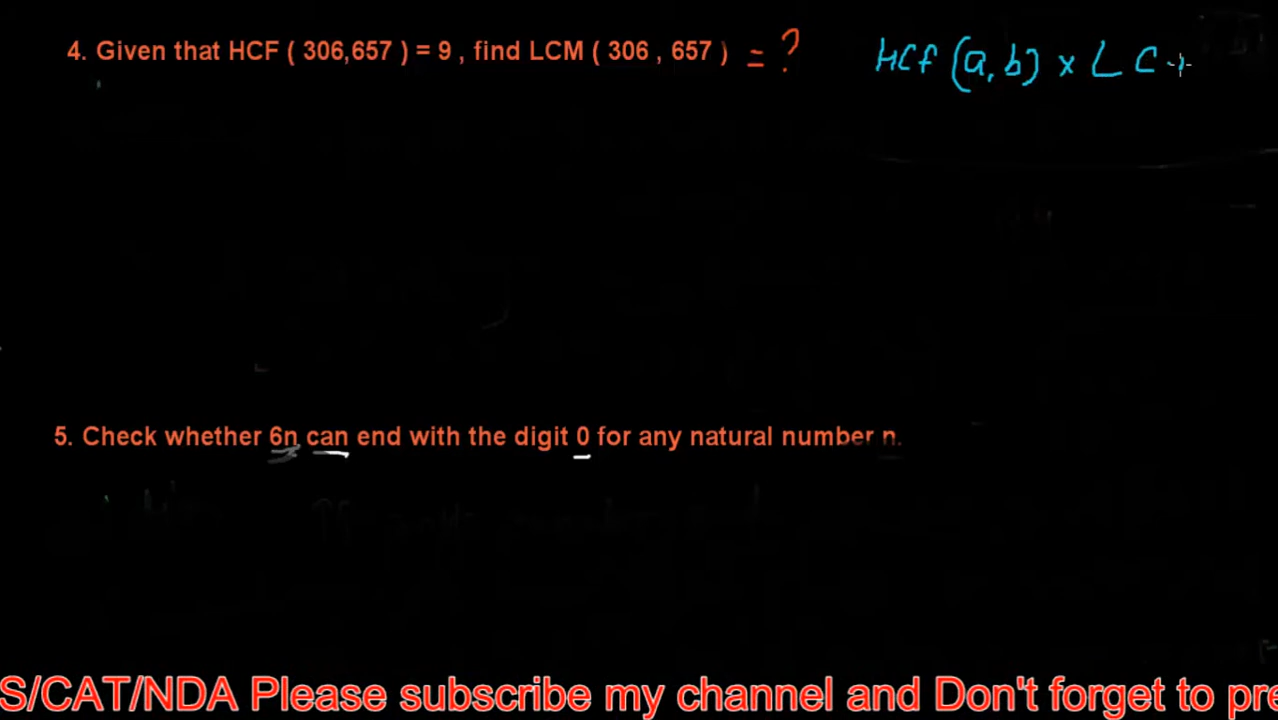 4. Given that HCF ( 306,657 ) = 9 , find LCM ( 306 , 657 ) = ? HCF (a, b) × L C
5. Check whether 6n can end with the digit 0 for any natural number n.
S/CAT/NDA Please subscribe my channel and Don't forget to pre